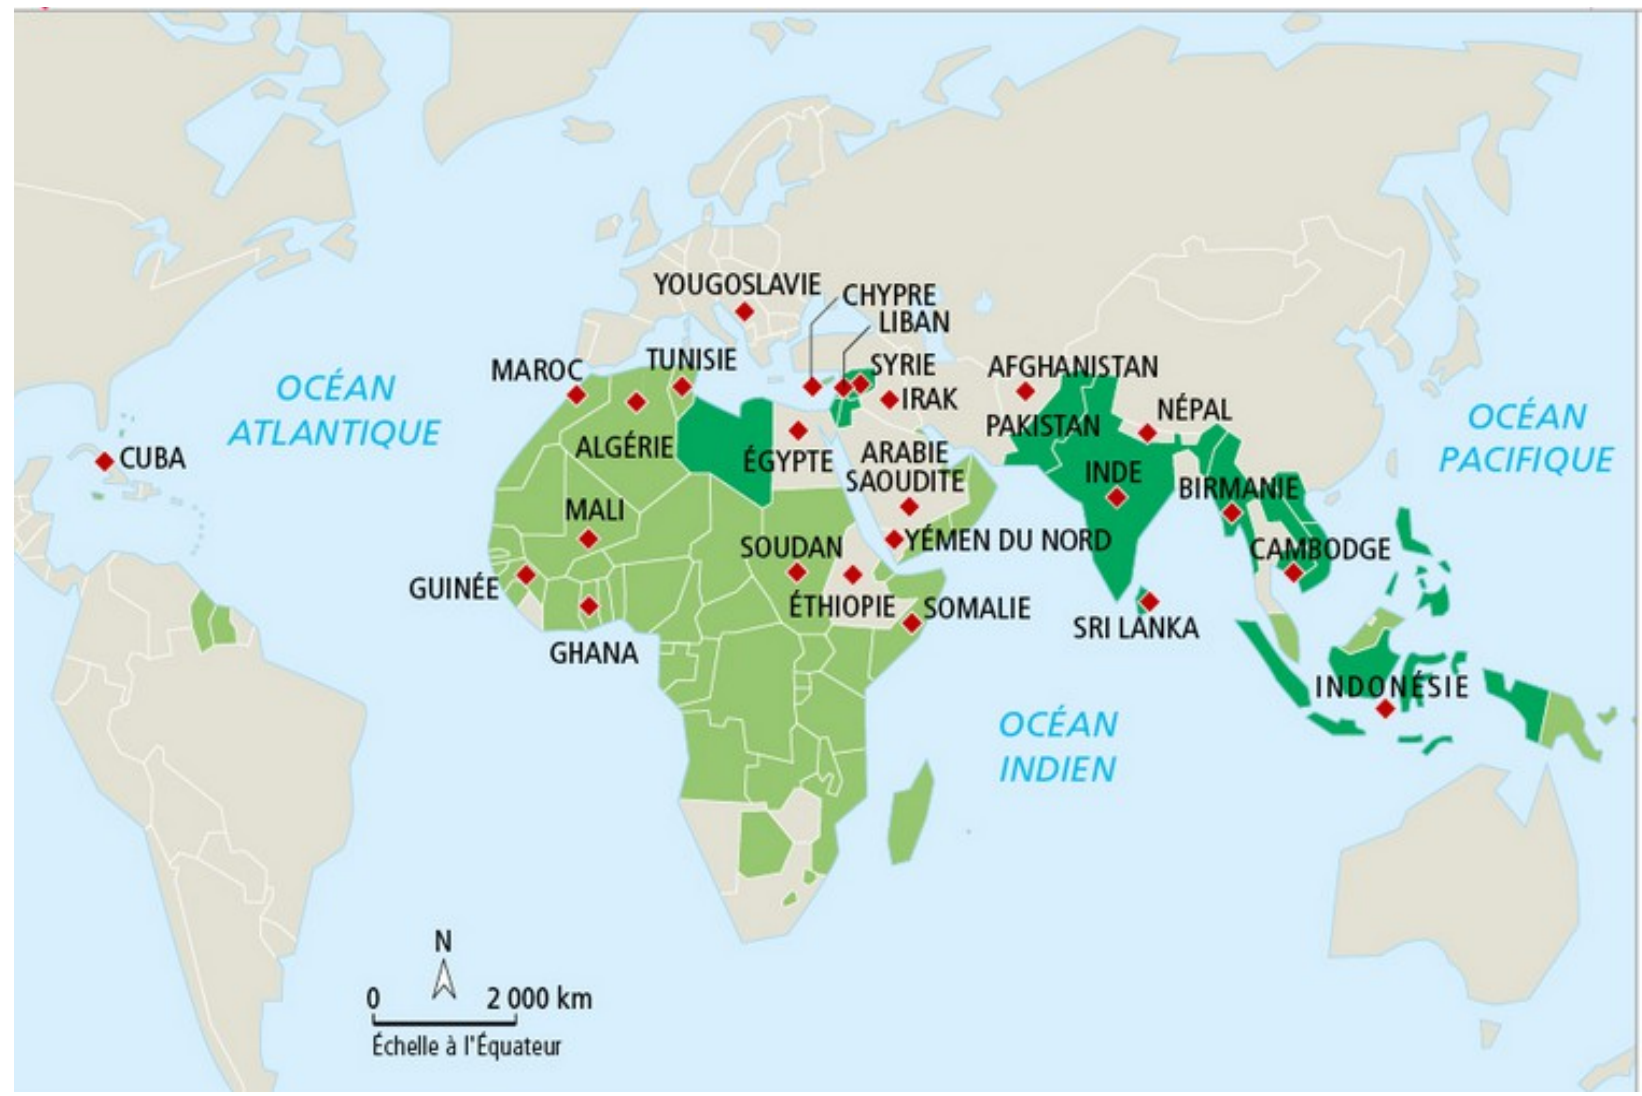 YOUGOSLAVIE
CHYPRE
LIBAN
MAROC
TUNISIE
SYRIE
AFGHANISTAN
IRAK
OCÉAN
ATLANTIQUE
ALGÉRIE
ÉGYPTE
ARABIE
SAOUDITE
PAKISTAN
NÉPAL
OCÉAN
PACIFIQUE
CUBA
INDE
BIRMANIE
MALI
SOUDAN
YÉMEN DU NORD
CAMBODGE
GUINÉE
ÉTHIOPIE
SOMALIE
SRI LANKA
GHANA
INDONÉSIE
OCÉAN
INDIEN
N
0 2 000 km
Échelle à l'Équateur